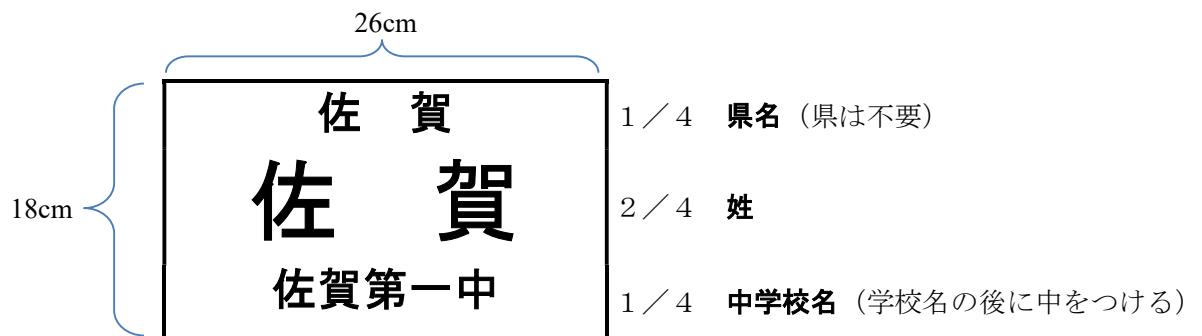 26cm
佐　賀
1／4　県名（県は不要）
18cm
佐　賀
2／4　姓
佐賀第一中
1／4　中学校名（学校名の後に中をつける）